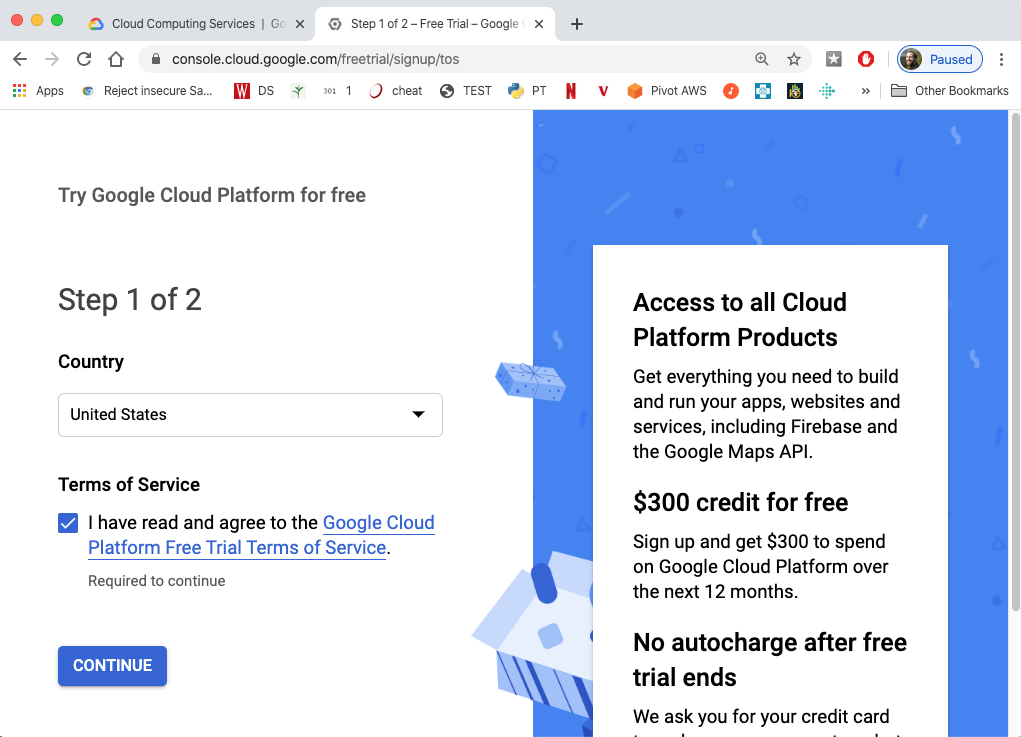 Cloud Computing Services | Go
Step 1 of 2 – Free Trial – Google
console.cloud.google.com/freetrial/signup/tos
Paused
Apps
Reject insecure Sa...
W DS
301 1
cheat
TEST
PT
N
V
Pivot AWS
»
Other Bookmarks
Try Google Cloud Platform for free
Step 1 of 2
Country
United States
Terms of Service
I have read and agree to the Google Cloud
Platform Free Trial Terms of Service.
Required to continue
CONTINUE
Access to all Cloud
Platform Products
Get everything you need to build
and run your apps, websites and
services, including Firebase and
the Google Maps API.
$300 credit for free
Sign up and get $300 to spend
on Google Cloud Platform over
the next 12 months.
No autocharge after free
trial ends
We ask you for your credit card